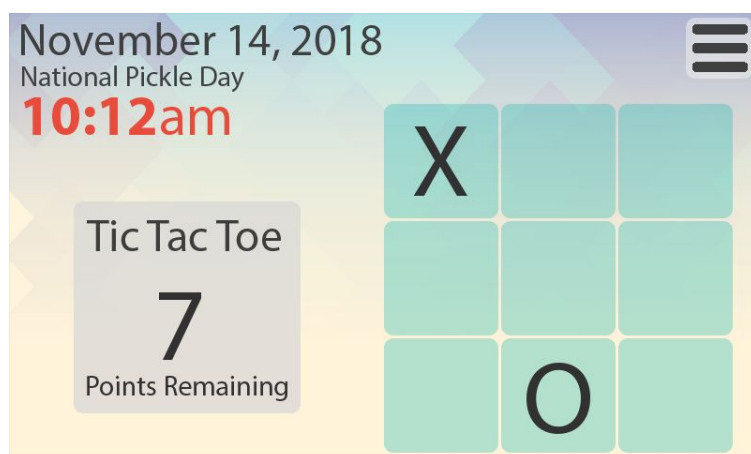 November 14, 2018
National Pickle Day
10:12am
Tic Tac Toe
7
Points Remaining
X
O